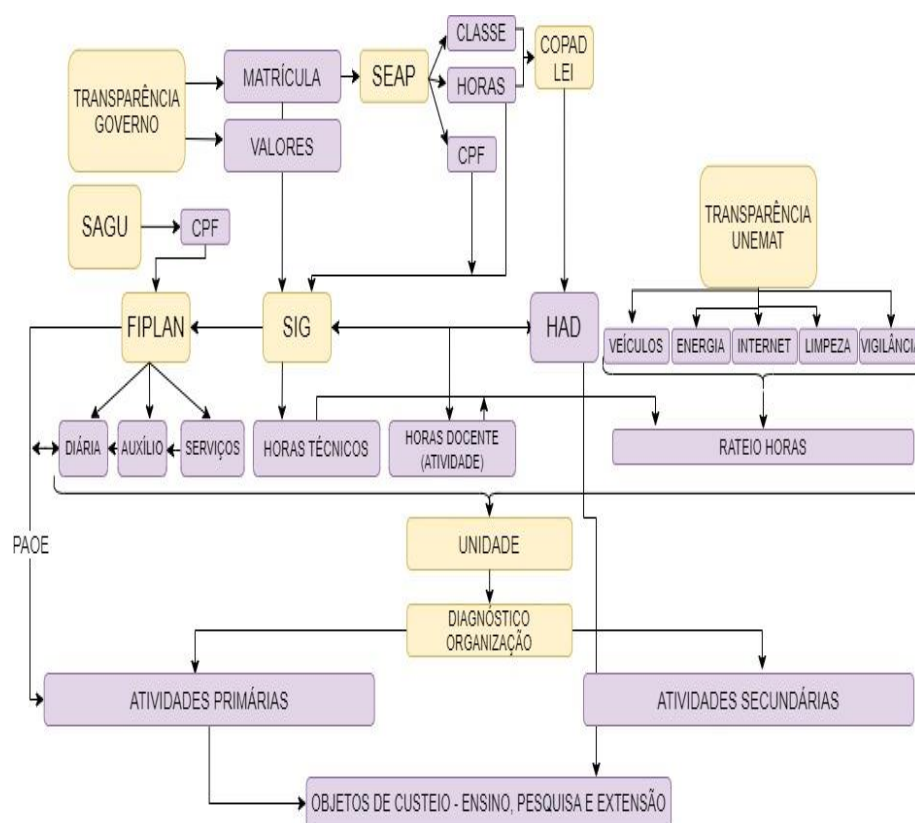 CLASSE
COPAD
LEI
TRANSPARÊNCIA
GOVERNO
MATRÍCULA
SEAP
HORAS
VALORES
CPF
SAGU
CPF
TRANSPARÊNCIA
UNEMAT
FIPLAN
SIG
HAD
VEÍCULOS
ENERGIA
INTERNET
LIMPEZA
VIGILÂNCIA
DIÁRIA
AUXÍLIO
SERVIÇOS
HORAS TÉCNICOS
HORAS DOCENTE
(ATIVIDADE)
RATEIO HORAS
PAOE
UNIDADE
DIAGNÓSTICO
ORGANIZAÇÃO
ATIVIDADES PRIMÁRIAS
ATIVIDADES SECUNDÁRIAS
OBJETOS DE CUSTEIO - ENSINO, PESQUISA E EXTENSÃO